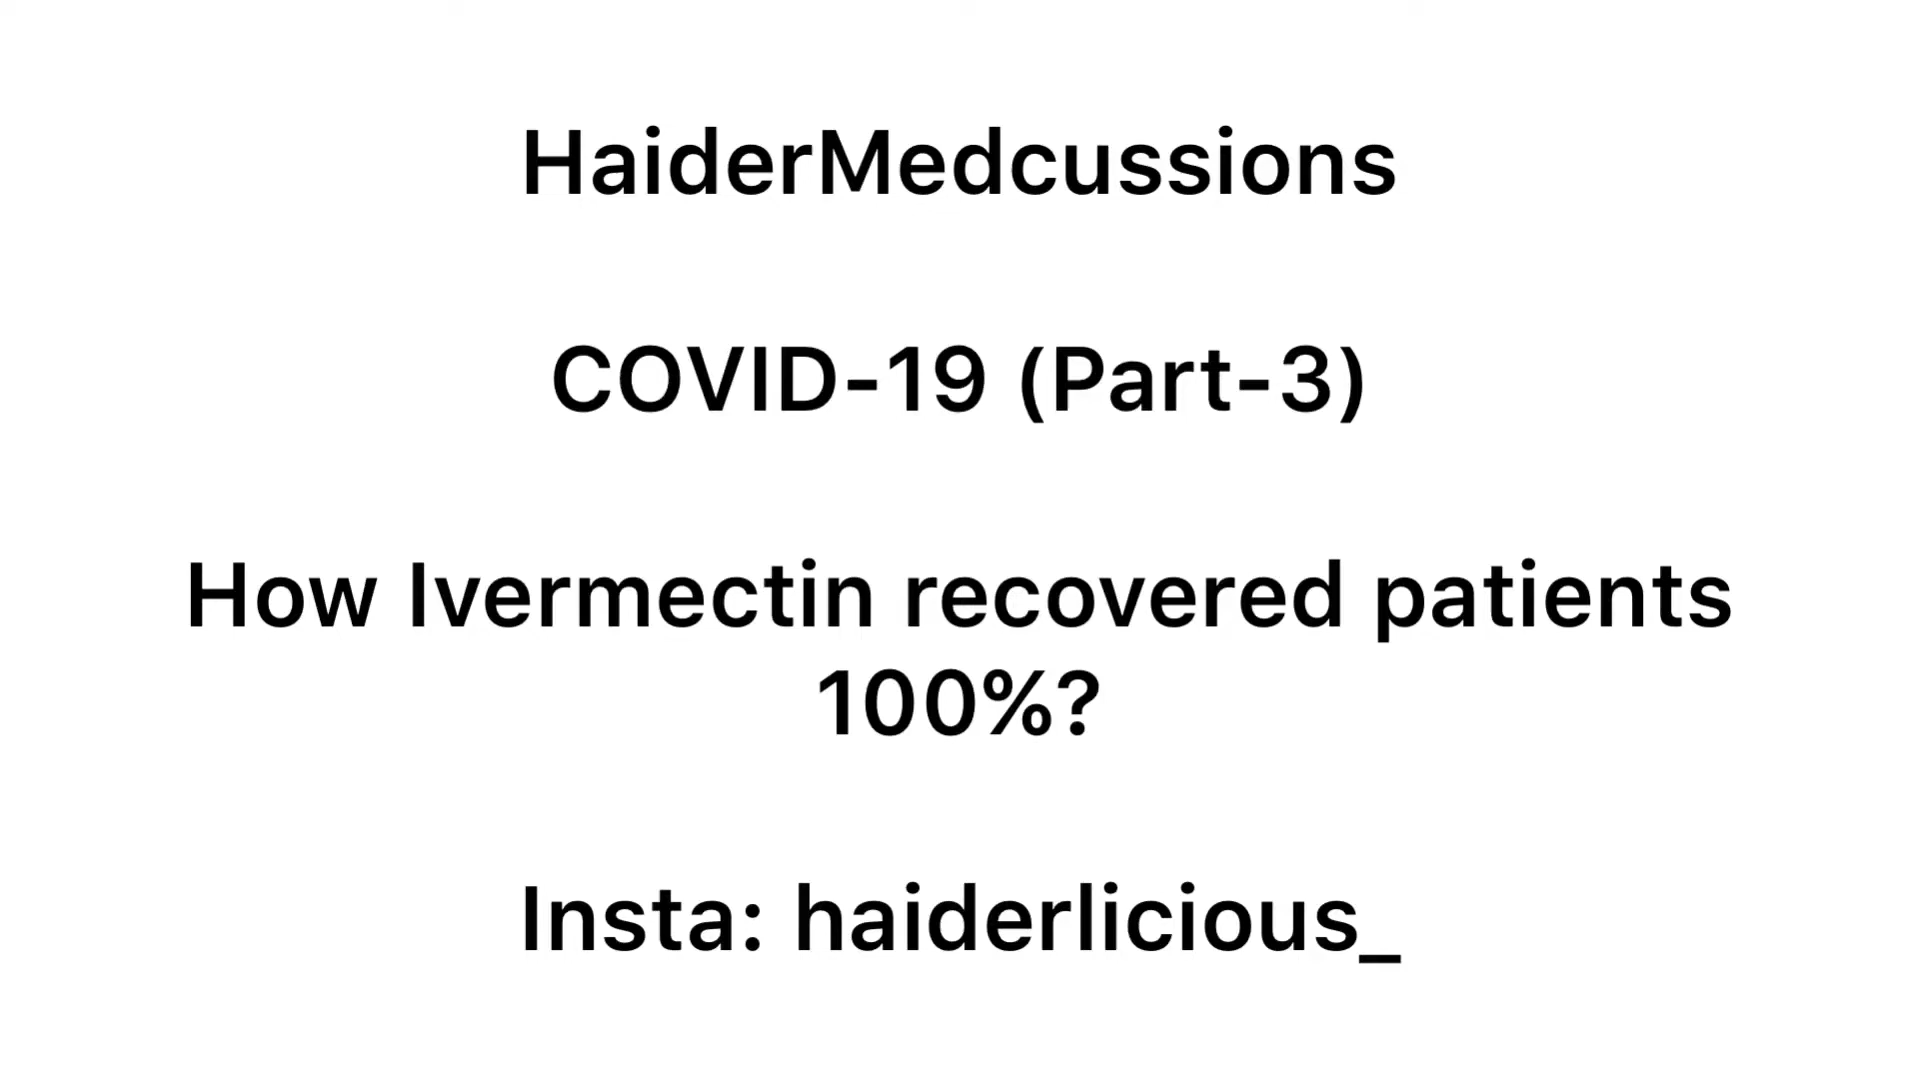 HaiderMedcussions
COVID-19 (Part-3)
How Ivermectin recovered patients
100%?
Insta: haiderlicious_